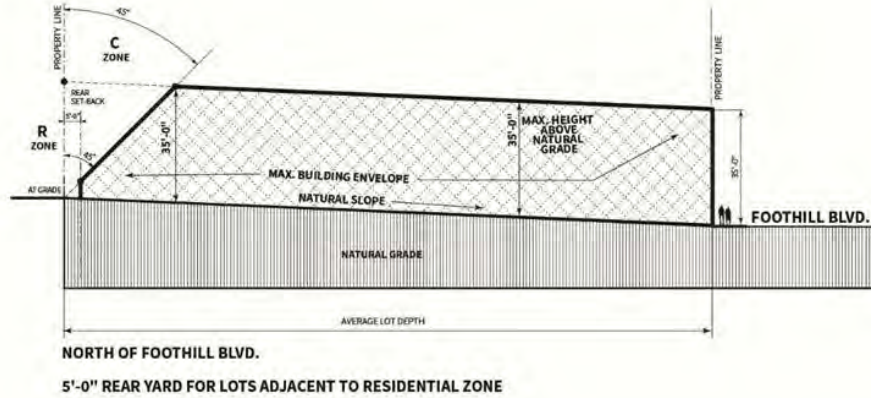 45°
PROPERTY LINE
C
ZONE
PROPERTY LINE
REAR
SET-BACK
5'-0"
R
ZONE
45°
35'-0"
35'-0"
MAX. HEIGHT
ABOVE
NATURAL
GRADE
35'-0"
MAX. BUILDING ENVELOPE
AT GRADE
NATURAL SLOPE
FOOTHILL BLVD.
NATURAL GRADE
AVERAGE LOT DEPTH
NORTH OF FOOTHILL BLVD.
5'-0" REAR YARD FOR LOTS ADJACENT TO RESIDENTIAL ZONE